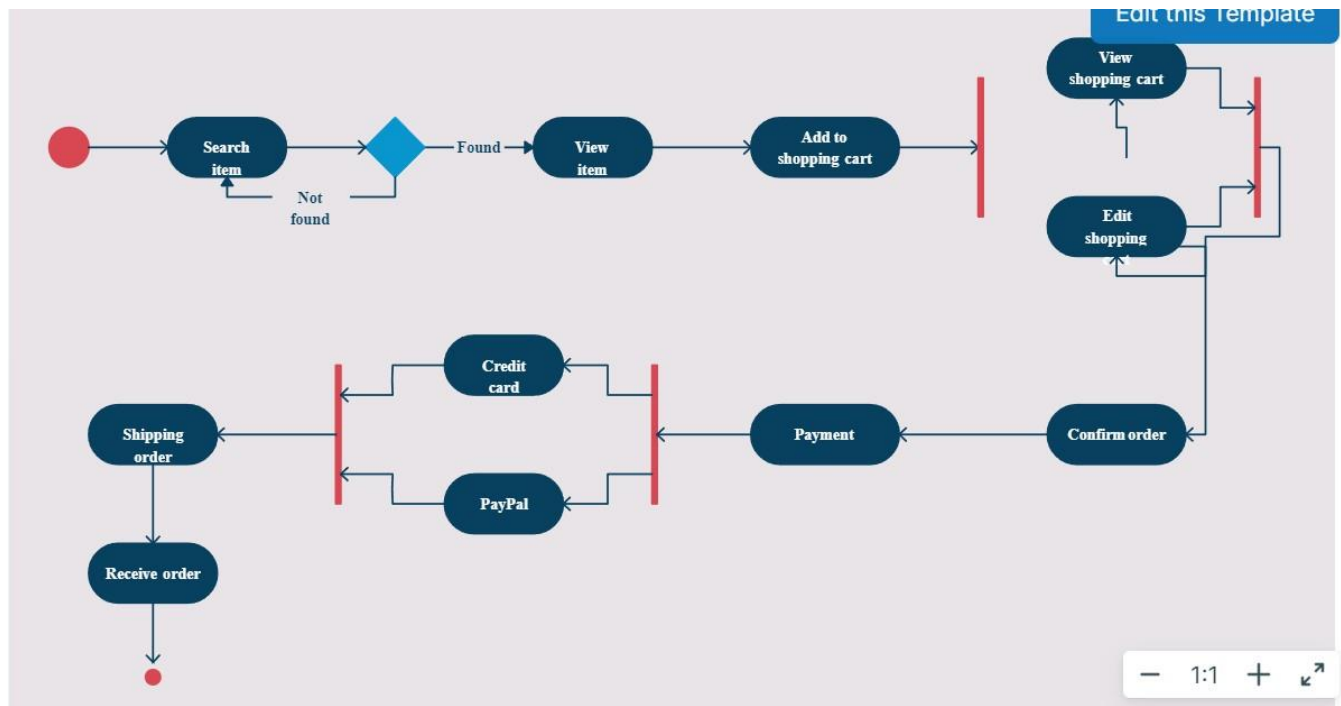 Edit this Template
View
shopping cart
Search
item
Found
View
item
Add to
shopping cart
Not
found
Edit
shopping
Credit
card
Shipping
order
Payment
Confirm order
PayPal
Receive order
1:1